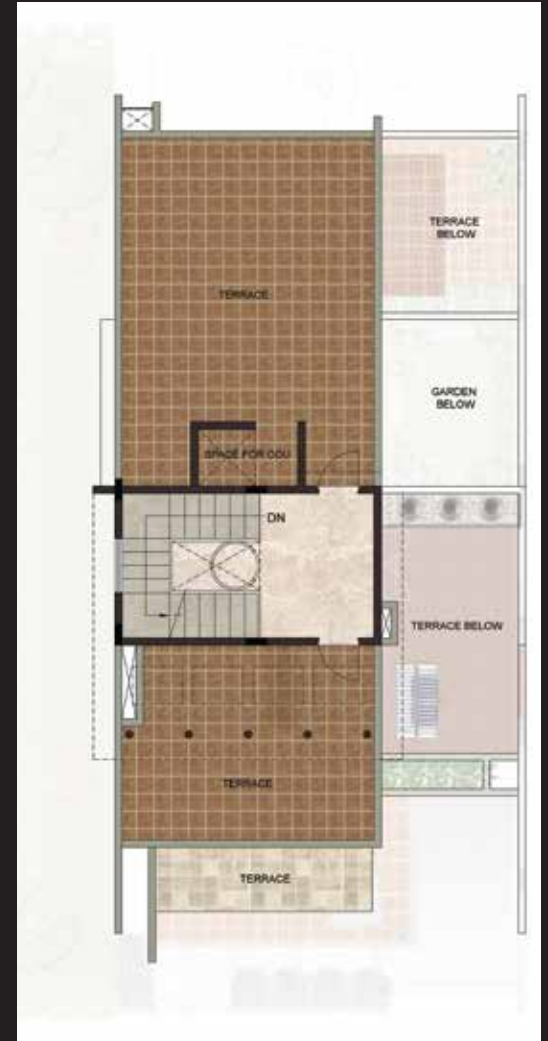 TERRACE
BELOW
TERRACE
GARDEN
BELOW
SPACE FOR ODU
DN
TERRACE BELOW
TERRACE
TERRACE